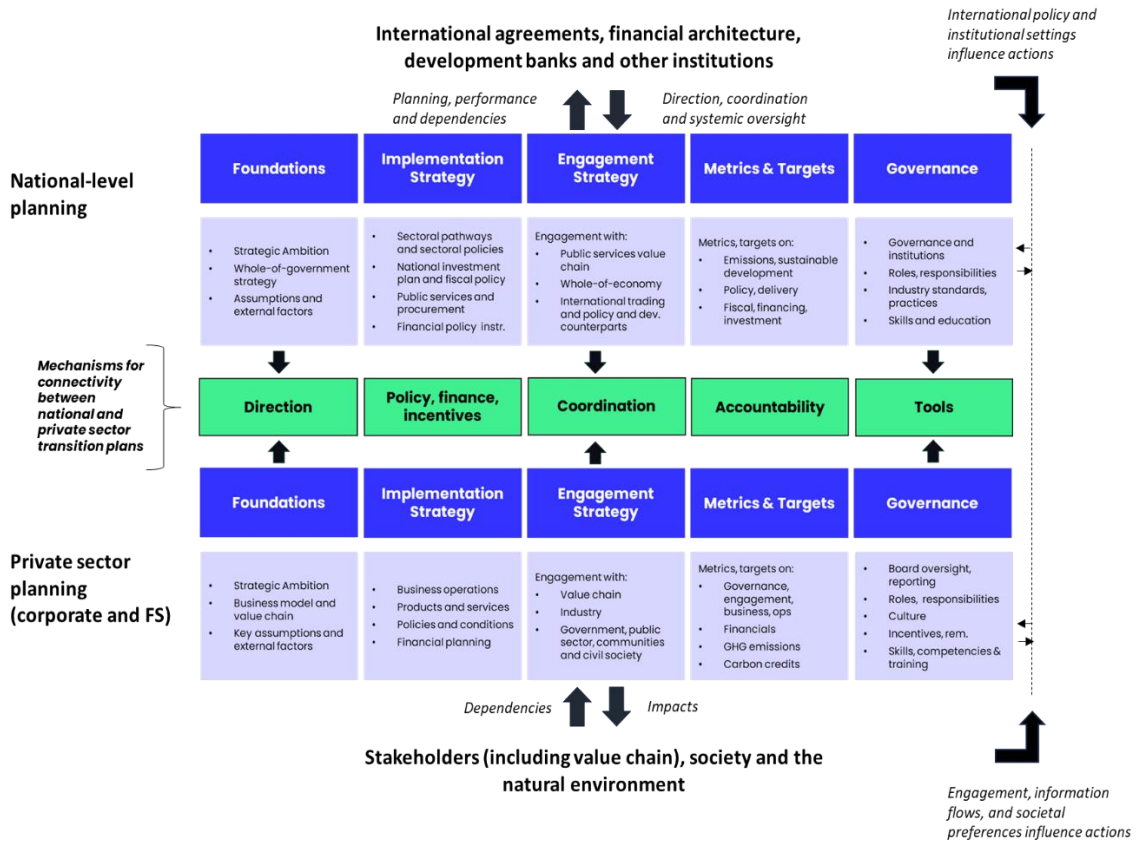 International agreements, financial architecture,
development banks and other institutions
International policy and
institutional settings
influence actions
Planning, performance
and dependencies
Direction, coordination
and systemic oversight
National-level
planning
Foundations
Implementation
Strategy
Engagement
Strategy
Metrics & Targets
Governance
• Strategic Ambition
• Whole-of-government
strategy
• Assumptions and
external factors
• Sectoral pathways
and sectoral policies
• National investment
plan and fiscal policy
• Public services and
procurement
• Financial policy instr.
Engagement with:
• Public services value
chain
• Whole-of-economy
• International trading
and policy and dev.
counterparts
Metrics, targets on:
• Emissions, sustainable
development
• Policy, delivery
• Fiscal, financing,
investment
• Governance and
institutions
• Roles, responsibilities
• Industry standards,
practices
• Skills and education
Mechanisms for
connectivity
between
national and
private sector
transition plans
Direction
Policy, finance,
incentives
Coordination
Accountability
Tools
Foundations
Implementation
Strategy
Engagement
Strategy
Metrics & Targets
Governance
Private sector
planning
(corporate and FS)
• Strategic Ambition
• Business model and
value chain
• Key assumptions and
external factors
• Business operations
• Products and services
• Policies and conditions
• Financial planning
Engagement with:
• Value chain
• Industry
• Government, public
sector, communities
and civil society
Metrics, targets on:
• Governance,
engagement,
business, ops
• Financials
• GHG emissions
• Carbon credits
• Board oversight,
reporting
• Roles, responsibilities
• Culture
• Incentives, rem.
• Skills, competencies &
training
Dependencies
Impacts
Stakeholders (including value chain), society and the
natural environment
Engagement, information
flows, and societal
preferences influence actions